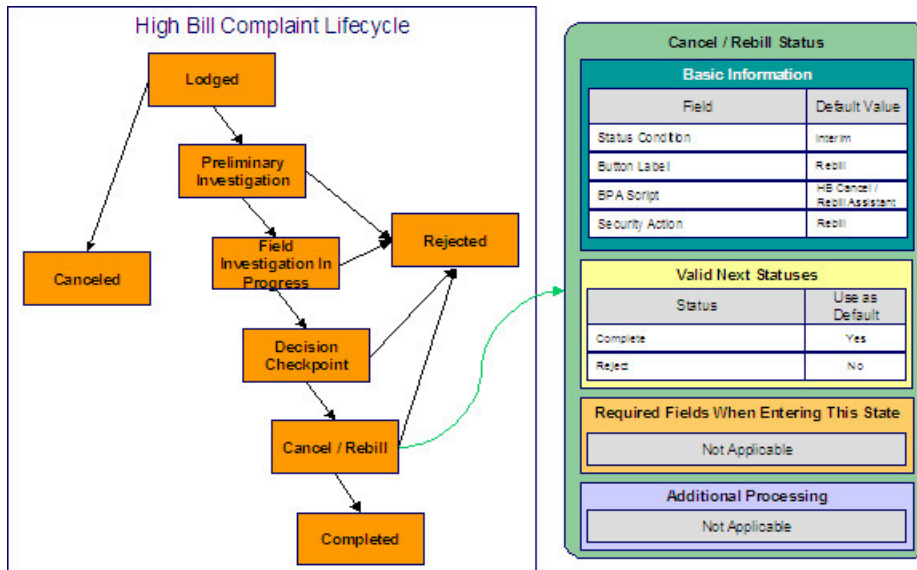 High Bill Complaint Lifecycle
Lodged
Preliminary
Investigation
Field
Investigation In
Progress
Rejected
Canceled
Decision
Checkpoint
Cancel / Rebill
Completed
Cancel / Rebill Status
Basic Information
Field Default Value
Status Condition Interim
Button Label Rebill
BPA Script HB Cancel /
Rebill Assistant
Security Action Rebill
Valid Next Statuses
Status Use as
Default
Complete Yes
Reject No
Required Fields When Entering This State
Not Applicable
Additional Processing
Not Applicable